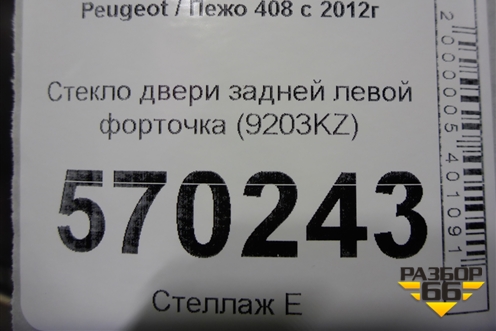 Peugeot / Пежо 408 с 2012г
Стекло двери задней левой
форточка (9203KZ)
570243
Стеллаж Е
2000005401091
РАЗБОР
66